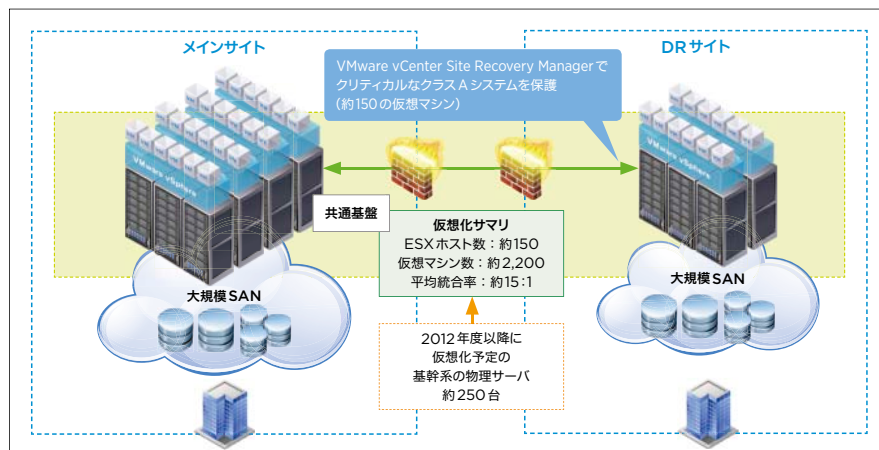 メインサイト
DRサイト
VMware vCenter Site Recovery Managerで
クリティカルなクラスAシステムを保護
(約150の仮想マシン)
VMware vSphere
VMware vSphere
共通基盤
仮想化サマリ
ESXホスト数：約150
仮想マシン数：約2,200
平均統合率：約15:1
大規模SAN
大規模SAN
2012年度以降に
仮想化予定の
基幹系の物理サーバ
約250台